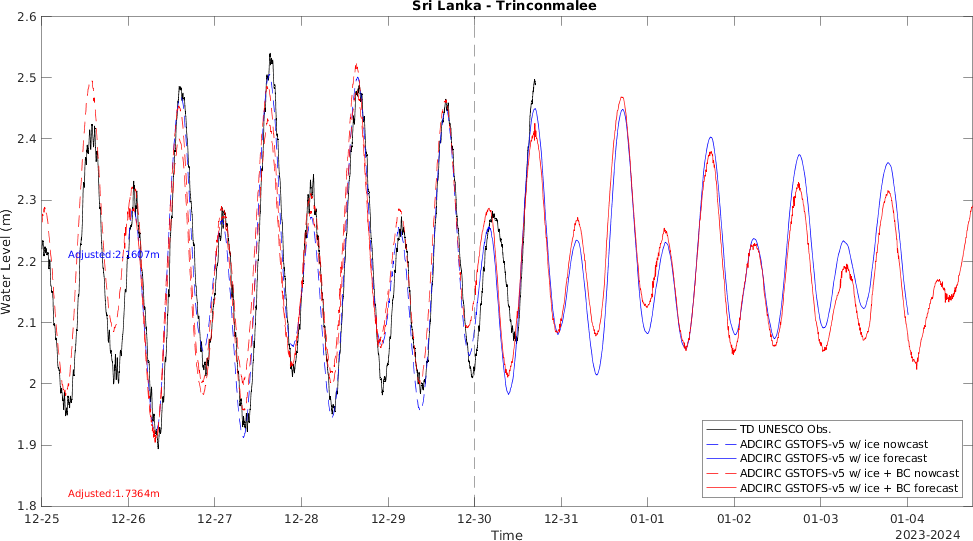 Sri Lanka - Trinconmalee
2.6
2.5
2.4
2.3
2.2
2.1
2
1.9
1.8
Water Level (m)
Adjusted:2.1607m
Adjusted:1.7364m
TD UNESCO Obs.
ADCIRC GSTOFS-v5 w/ ice nowcast
ADCIRC GSTOFS-v5 w/ ice forecast
ADCIRC GSTOFS-v5 w/ ice + BC nowcast
ADCIRC GSTOFS-v5 w/ ice + BC forecast
12-25 12-26 12-27 12-28 12-29 12-30 12-31 01-01 01-02 01-03 01-04
Time
2023-2024